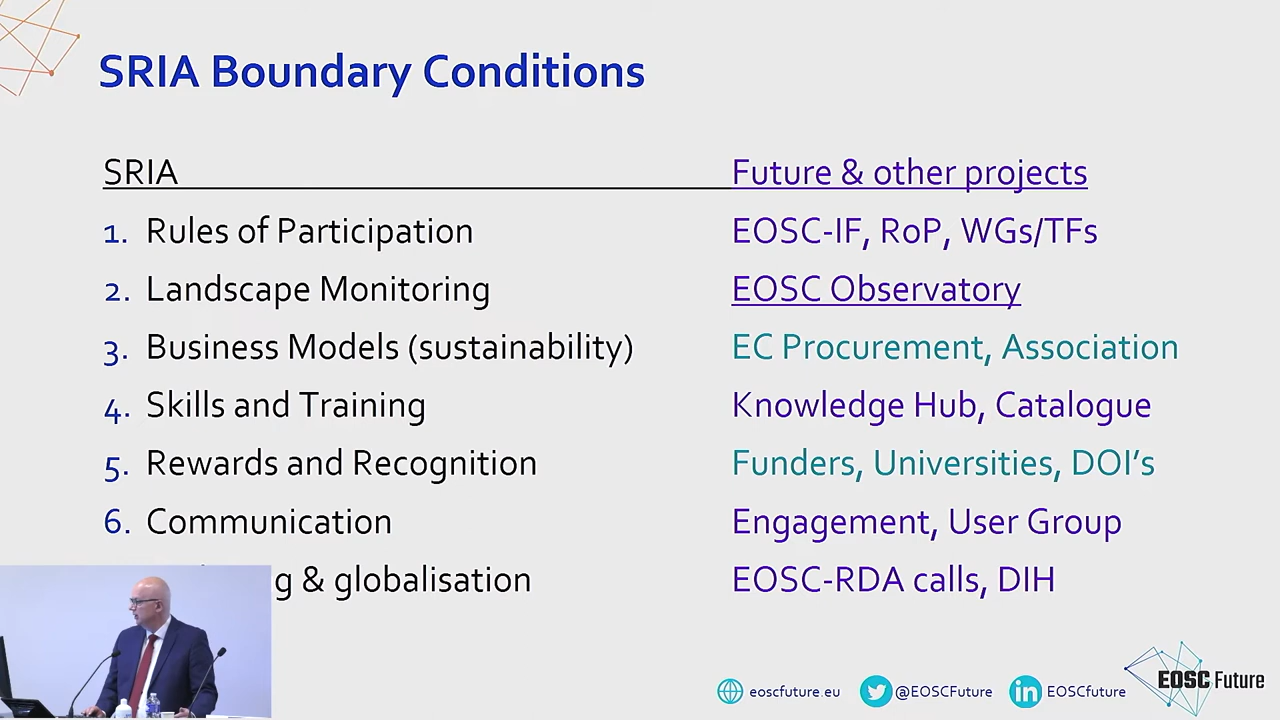 SRIA Boundary Conditions
SRIA Future & other projects
1. Rules of Participation EOSC-IF, RoP, WGs/TFs
2. Landscape Monitoring EOSC Observatory
3. Business Models (sustainability) EC Procurement, Association
4. Skills and Training Knowledge Hub, Catalogue
5. Rewards and Recognition Funders, Universities, DOI's
6. Communication Engagement, User Group
& globalisation EOSC-RDA calls, DIH
eoscfuture.eu @EOSCFuture in EOSCfuture EOSC Future